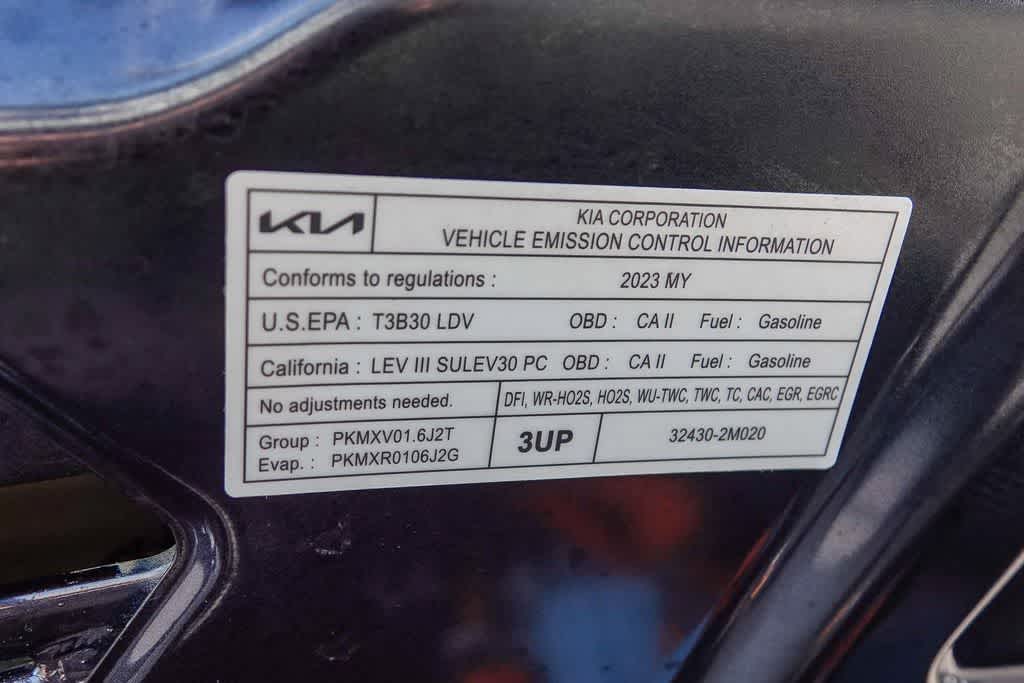 KIA
KIA CORPORATION
VEHICLE EMISSION CONTROL INFORMATION
Conforms to regulations : 2023 MY
U.S.EPA : T3B30 LDV OBD : CA II Fuel : Gasoline
California : LEV III SULEV30 PC OBD : CA II Fuel : Gasoline
No adjustments needed. DFI, WR-HO2S, HO2S, WU-TWC, TWC, TC, CAC, EGR, EGRC
Group : PKMXV01.6J2T
Evap. : PKMXR0106J2G
3UP
32430-2M020